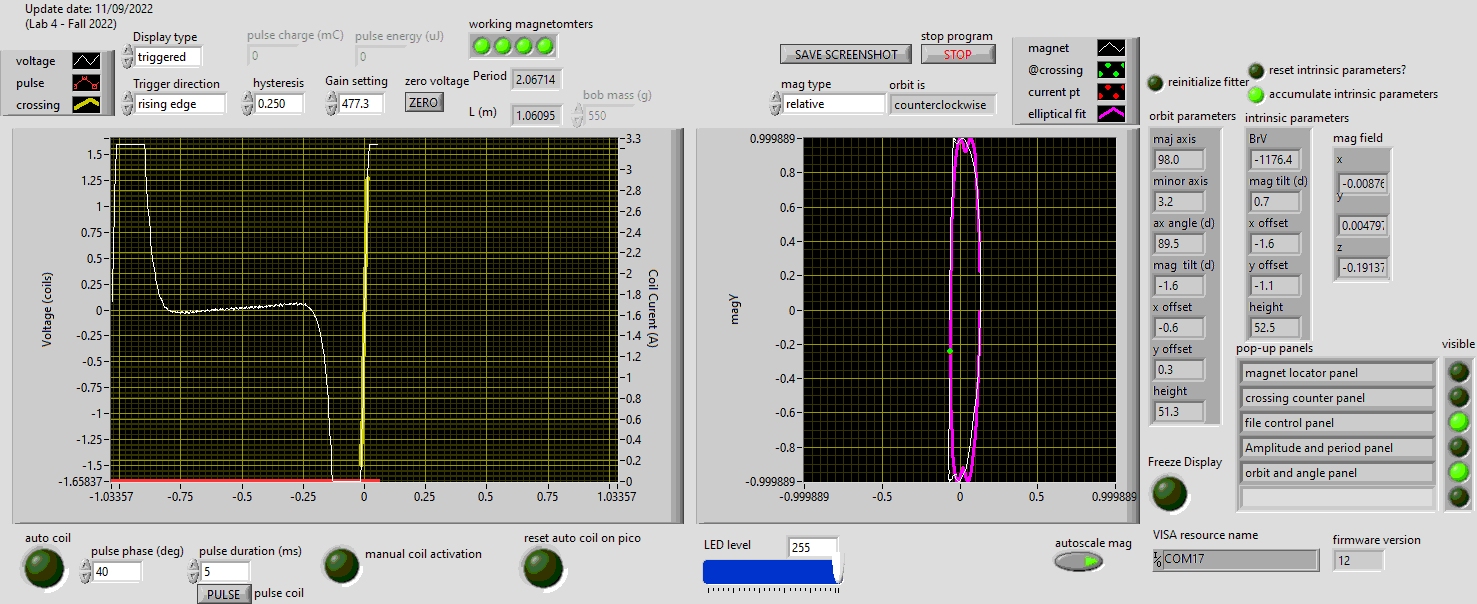 Update date: 11/09/2022
(Lab 4 - Fall 2022)
voltage
pulse
crossing
Display type
triggered
Trigger direction
rising edge
pulse charge (mC)
0
pulse energy (uJ)
0
hysteresis
0.250
Gain setting
477.3
zero voltage
ZERO
working magnetomters
Period
2.06714
L (m)
1.06095
bob mass (g)
550
SAVE SCREENSHOT
stop program
STOP
mag type
relative
orbit is
counterclockwise
magnet
@crossing
current pt
elliptical fit
reinitialize fitter
reset intrinsic parameters?
accumulate intrinsic parameters
Voltage (coils)
1.5-
1.25-
1-
0.75-
0.5-
0.25-
0-
-0.25-
-0.5-
-0.75-
-1-
-1.25-
-1.5-
-1.65837-
-1.03357
-0.75
-0.5
-0.25
0
0.25
0.5
0.75
1.03357
-3.3
-3
-2.8
-2.6
-2.4
-2.2
-2
-1.8
-1.6
-1.4
-1.2
-1
-0.8
-0.6
-0.4
-0.2
-0
Coil Current (A)
magY
0.999889-
0.8-
0.6-
0.4-
0.2-
0-
-0.2-
-0.4-
-0.6-
-0.8-
-0.999889-
-0.999889
-0.5
0
0.5
0.999889
orbit parameters
maj axis
98.0
minor axis
3.2
ax angle (d)
89.5
mag tilt (d)
-1.6
x offset
-0.6
y offset
0.3
height
51.3
intrinsic parameters
BrV
-1176.4
mag tilt (d)
0.7
x offset
-1.6
y offset
-1.1
height
52.5
mag field
x
-0.00876
y
0.004797
z
-0.19137
pop-up panels
visible
magnet locator panel
crossing counter panel
file control panel
Amplitude and period panel
orbit and angle panel
Freeze Display
auto coil
pulse phase (deg)
40
pulse duration (ms)
5
PULSE
pulse coil
manual coil activation
reset auto coil on pico
LED level
255
autoscale mag
VISA resource name
COM17
firmware version
12